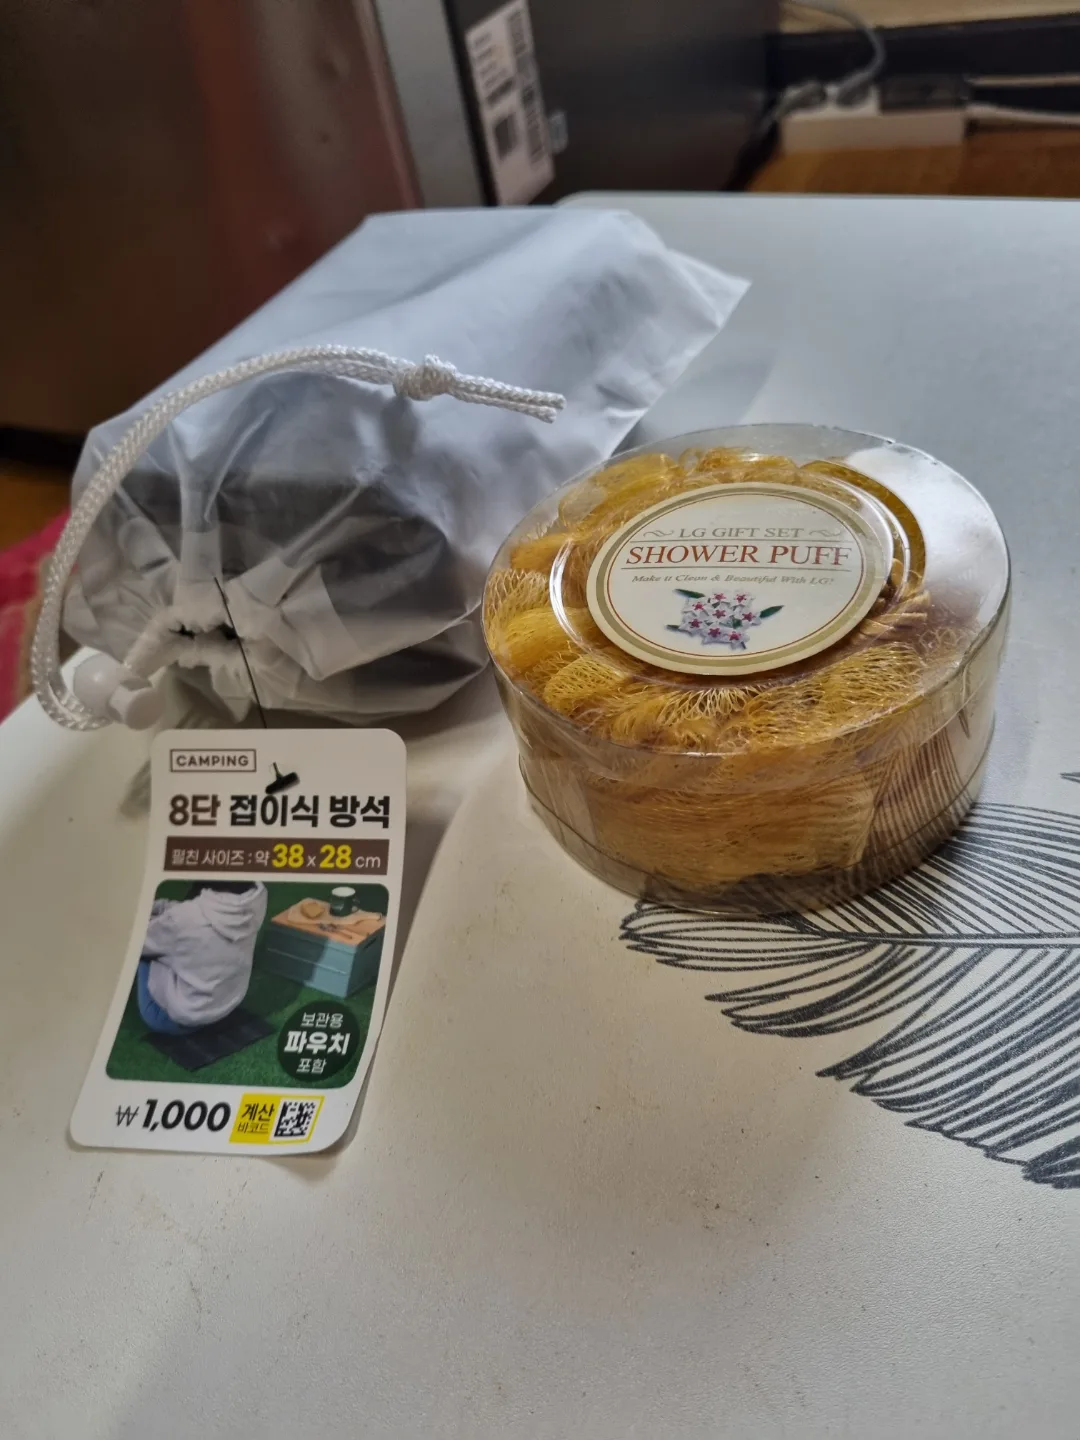 LG GIFT SET
SHOWER PUFF
Make it Clean & Beautiful With LG!
CAMPING
8단 접이식 방석
펼친 사이즈 : 약 38 x 28 cm
보관용
파우치
포함
₩1,000
계산
바코드